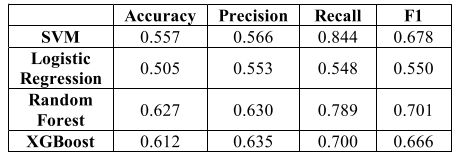 Accuracy Precision Recall F1
SVM 0.557 0.566 0.844 0.678
Logistic
Regression 0.505 0.553 0.548 0.550
Random
Forest 0.627 0.630 0.789 0.701
XGBoost 0.612 0.635 0.700 0.666